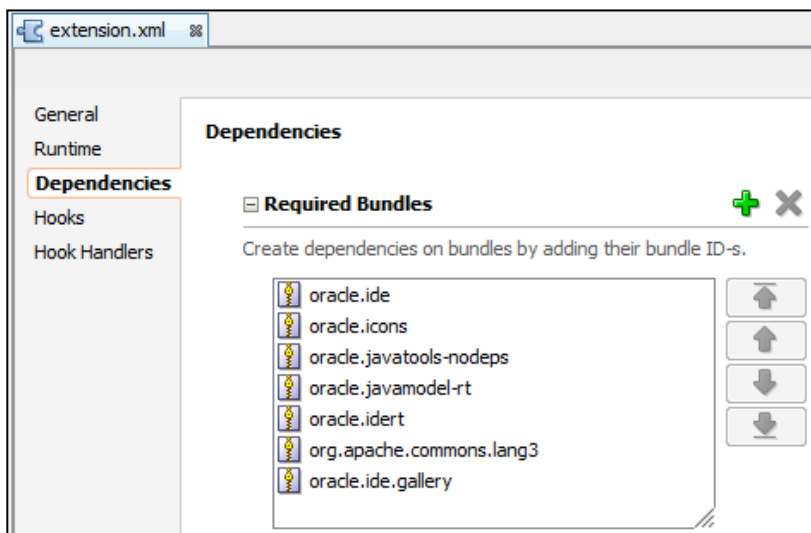 extension.xml
General
Runtime
Dependencies
Hooks
Hook Handlers
Dependencies
Required Bundles
Create dependencies on bundles by adding their bundle ID-s.
oracle.ide
oracle.icons
oracle.javatools-nodeps
oracle.javamodel-rt
oracle.idert
org.apache.commons.lang3
oracle.ide.gallery